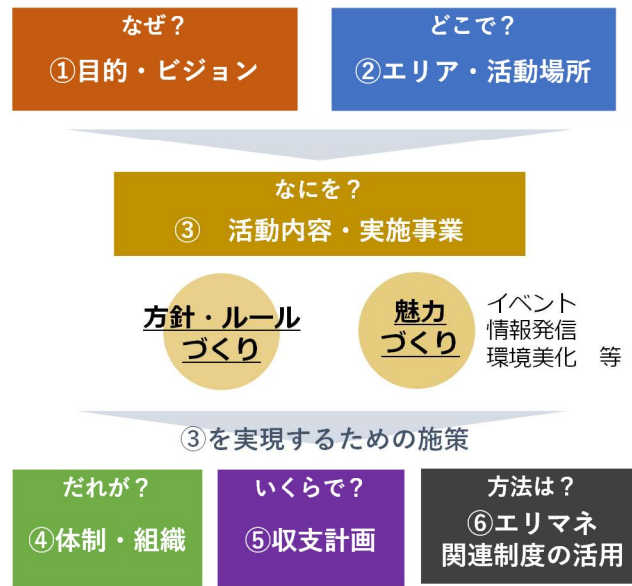 なぜ？
①目的・ビジョン
どこで？
②エリア・活動場所
なにを？
③　活動内容・実施事業
方針・ルール
づくり
魅力
づくり
イベント
情報発信
環境美化　等
③を実現するための施策
だれが？
④体制・組織
いくらで？
⑤収支計画
方法は？
⑥エリマネ
関連制度の活用